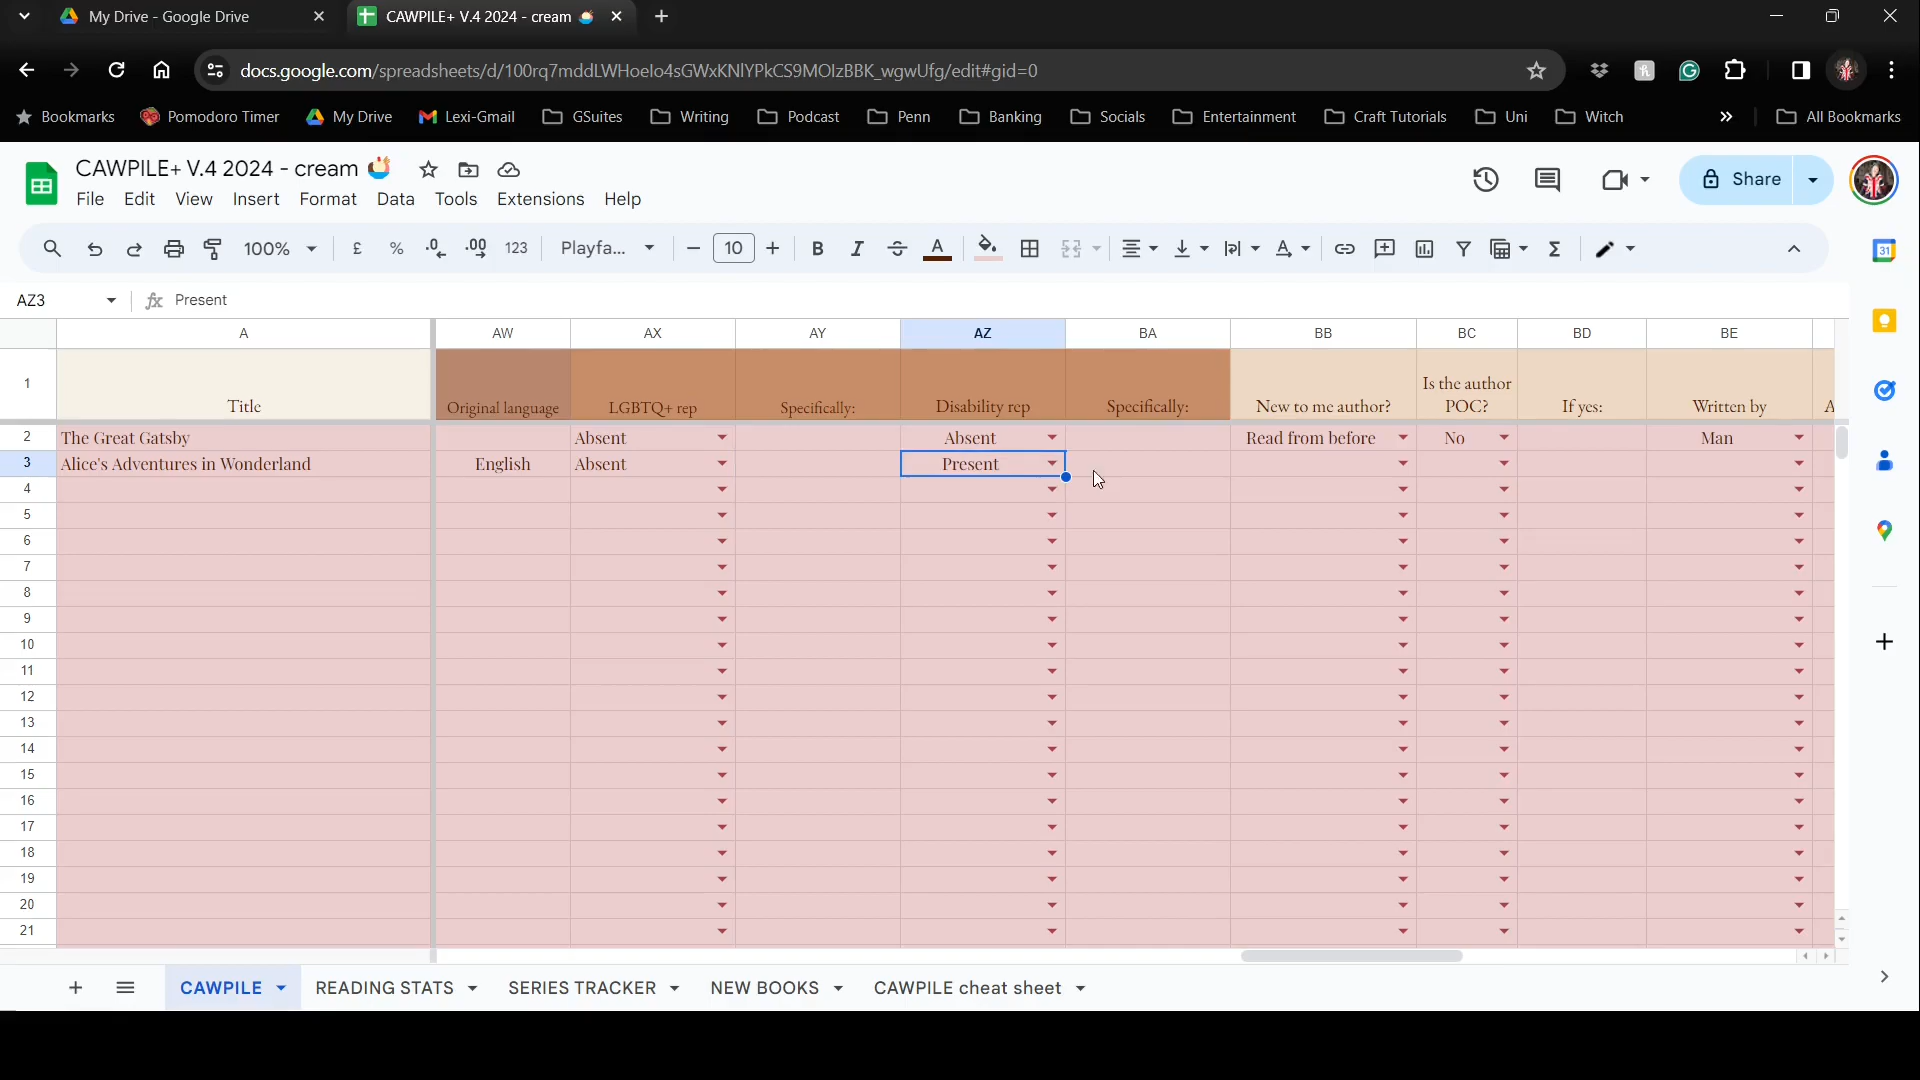 My Drive - Google Drive
CAWPILE+ V.4 2024 - cream
docs.google.com/spreadsheets/d/100rq7mddLWHoelo4sGWxKNlYPkCS9MOIzBBK_wgwUfg/edit#gid=0
Bookmarks Pomodoro Timer My Drive Lexi-Gmail GSuites Writing Podcast Penn Banking Socials Entertainment Craft Tutorials Uni Witch » All Bookmarks
CAWPILE+ V.4 2024 - cream
File Edit View Insert Format Data Tools Extensions Help
Share
100% £ % .0 .00 123 Playfa... 10 B I A
31
AZ3 fx Present
A AW AX AY AZ BA BB BC BD BE
1 Title Original language LGBTQ+ rep Specifically: Disability rep Specifically: New to me author? Is the author POC? If yes: Written by A
2 The Great Gatsby Absent Absent Read from before No Man
3 Alice's Adventures in Wonderland English Absent Present
4
5
6
7
8
9
10
11
12
13
14
15
16
17
18
19
20
21
CAWPILE READING STATS SERIES TRACKER NEW BOOKS CAWPILE cheat sheet